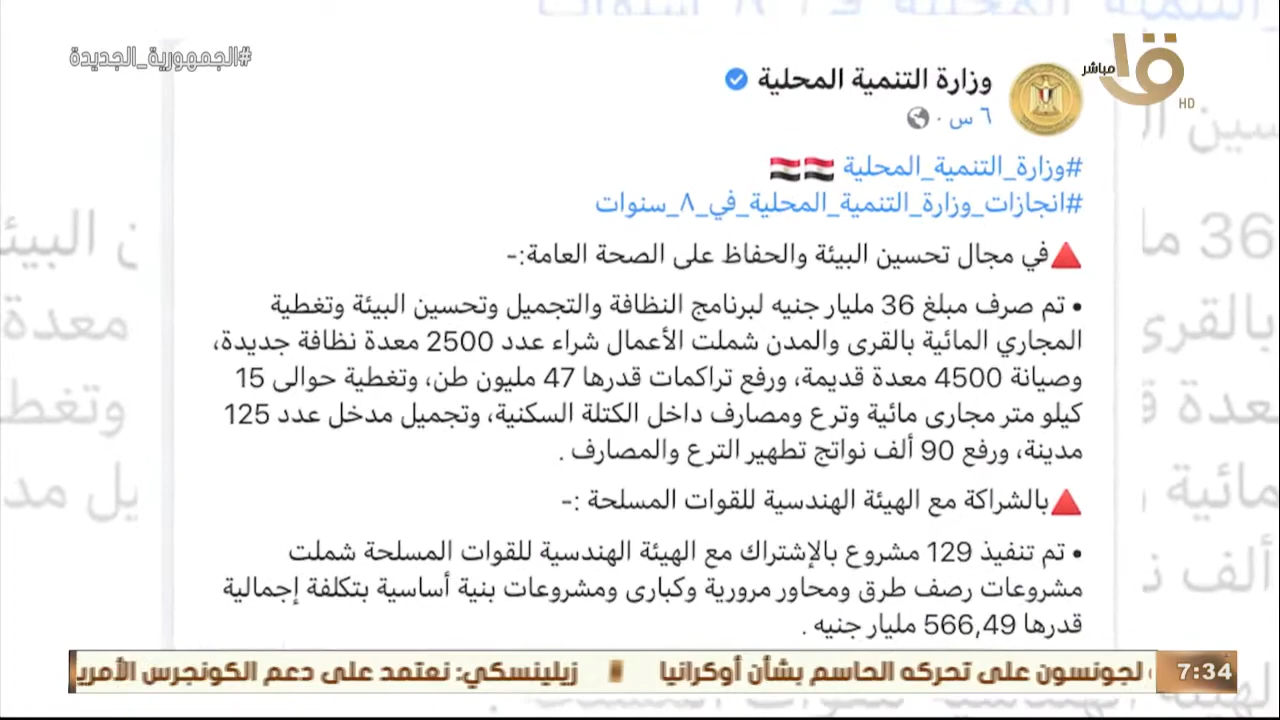 #الجمهورية_الجديدة
مباشر
HD
وزارة التنمية المحلية
٦ س ·
#وزارة_التنمية_المحلية
#انجازات_وزارة_التنمية_المحلية_في_٨_سنوات
في مجال تحسين البيئة والحفاظ على الصحة العامة:-
• تم صرف مبلغ 36 مليار جنيه لبرنامج النظافة والتجميل وتحسين البيئة وتغطية
المجاري المائية بالقرى والمدن شملت الأعمال شراء عدد 2500 معدة نظافة جديدة،
وصيانة 4500 معدة قديمة، ورفع تراكمات قدرها 47 مليون طن، وتغطية حوالى 15
كيلو متر مجارى مائية وترع ومصارف داخل الكتلة السكنية، وتجميل مدخل عدد 125
مدينة، ورفع 90 ألف نواتج تطهير الترع والمصارف .
بالشراكة مع الهيئة الهندسية للقوات المسلحة :-
• تم تنفيذ 129 مشروع بالإشتراك مع الهيئة الهندسية للقوات المسلحة شملت
مشروعات رصف طرق ومحاور مرورية وكبارى ومشروعات بنية أساسية بتكلفة إجمالية
قدرها 566,49 مليار جنيه .
7:34
لجونسون على تحركه الحاسم بشأن أوكرانيا
زيلينسكي: نعتمد على دعم الكونجرس